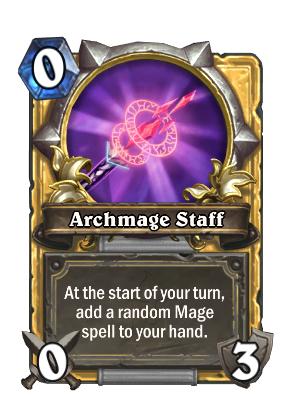 0
Archmage Staff
At the start of your turn,
add a random Mage
spell to your hand.
0 3